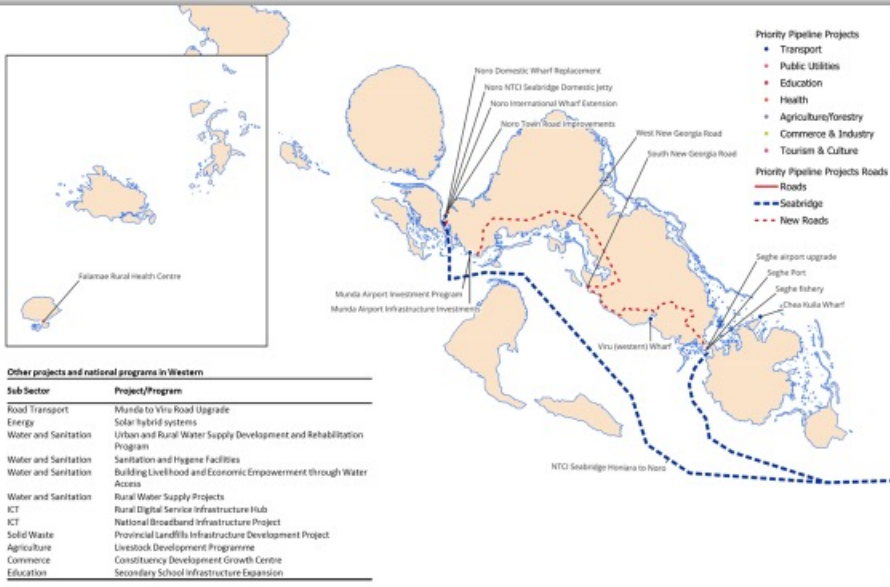 Noro Domestic Wharf Replacement
Noro NTCI Seabridge Domestic Jetty
Noro International Wharf Extension
Noro Town Road Improvements
West New Georgia Road
South New Georgia Road
Priority Pipeline Projects
Transport
Public Utilities
Education
Health
Agriculture/forestry
Commerce & Industry
Tourism & Culture
Priority Pipeline Projects Roads
Roads
Seabridge
New Roads
Falamae Rural Health Centre
Munda Airport Investment Program
Munda Airport Infrastructure Investments
Seghe airport upgrade
Seghe Port
Seghe fishery
Chea Kulla Wharf
Viru (western) Wharf
NTCI Seabridge Honiara to Noro
Other projects and national programs in Western
Sub Sector Project/Program
Road Transport Munda to Viru Road Upgrade
Energy Solar hybrid systems
Water and Sanitation Urban and Rural Water Supply Development and Rehabilitation
Program
Water and Sanitation Sanitation and Hygene Facilities
Water and Sanitation Building Livelihood and Economic Empowerment through Water
Access
Water and Sanitation Rural Water Supply Projects
ICT Rural Digital Service Infrastructure Hub
ICT National Broadband Infrastructure Project
Solid Waste Provincial Landfills Infrastructure Development Project
Agriculture Livestock Development Programme
Commerce Constituency Development Growth Centre
Education Secondary School Infrastructure Expansion